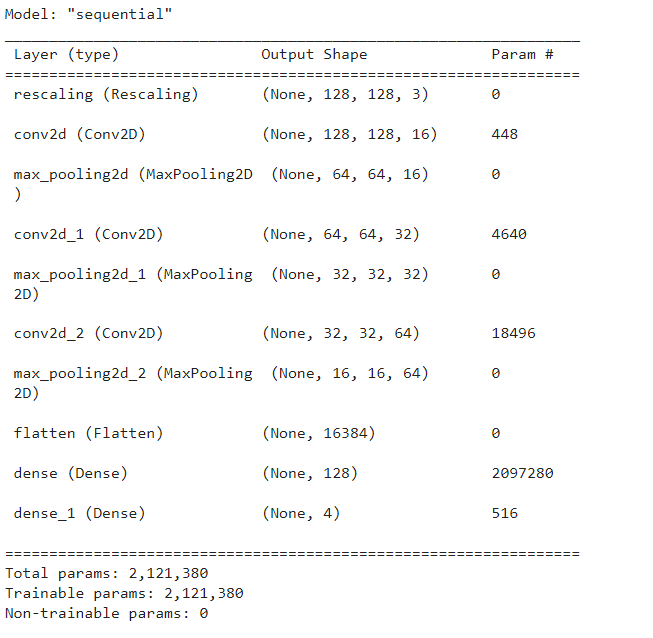 Model: "sequential"
_________________________________________________________________
Layer (type) Output Shape Param #
=================================================================
rescaling (Rescaling) (None, 128, 128, 3) 0
conv2d (Conv2D) (None, 128, 128, 16) 448
max_pooling2d (MaxPooling2D (None, 64, 64, 16) 0
)
conv2d_1 (Conv2D) (None, 64, 64, 32) 4640
max_pooling2d_1 (MaxPooling (None, 32, 32, 32) 0
2D)
conv2d_2 (Conv2D) (None, 32, 32, 64) 18496
max_pooling2d_2 (MaxPooling (None, 16, 16, 64) 0
2D)
flatten (Flatten) (None, 16384) 0
dense (Dense) (None, 128) 2097280
dense_1 (Dense) (None, 4) 516
=================================================================
Total params: 2,121,380
Trainable params: 2,121,380
Non-trainable params: 0